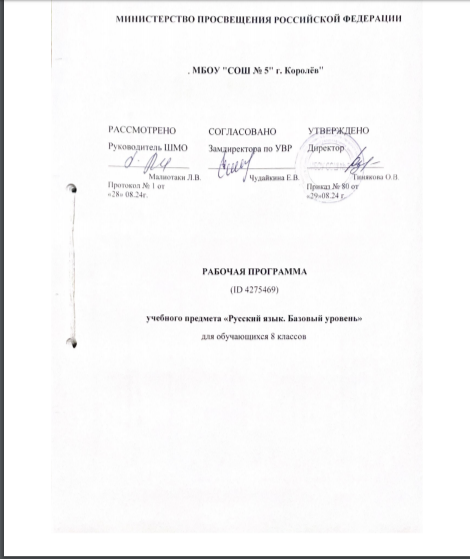 МИНИСТЕРСТВО ПРОСВЕЩЕНИЯ РОССИЙСКОЙ ФЕДЕРАЦИИ
. МБОУ "СОШ № 5" г. Королёв"
РАССМОТРЕНО СОГЛАСОВАНО УТВЕРЖДЕНО
Руководитель ШМО Замдиректора по УВР Директор
Малиотаки Л.В. Чудайкина Е.В. Тинякова О.В.
Протокол № 1 от Приказ № 80 от
«28» 08.24г. «29»08.24 г.
РАБОЧАЯ ПРОГРАММА
(ID 4275469)
учебного предмета «Русский язык. Базовый уровень»
для обучающихся 8 классов